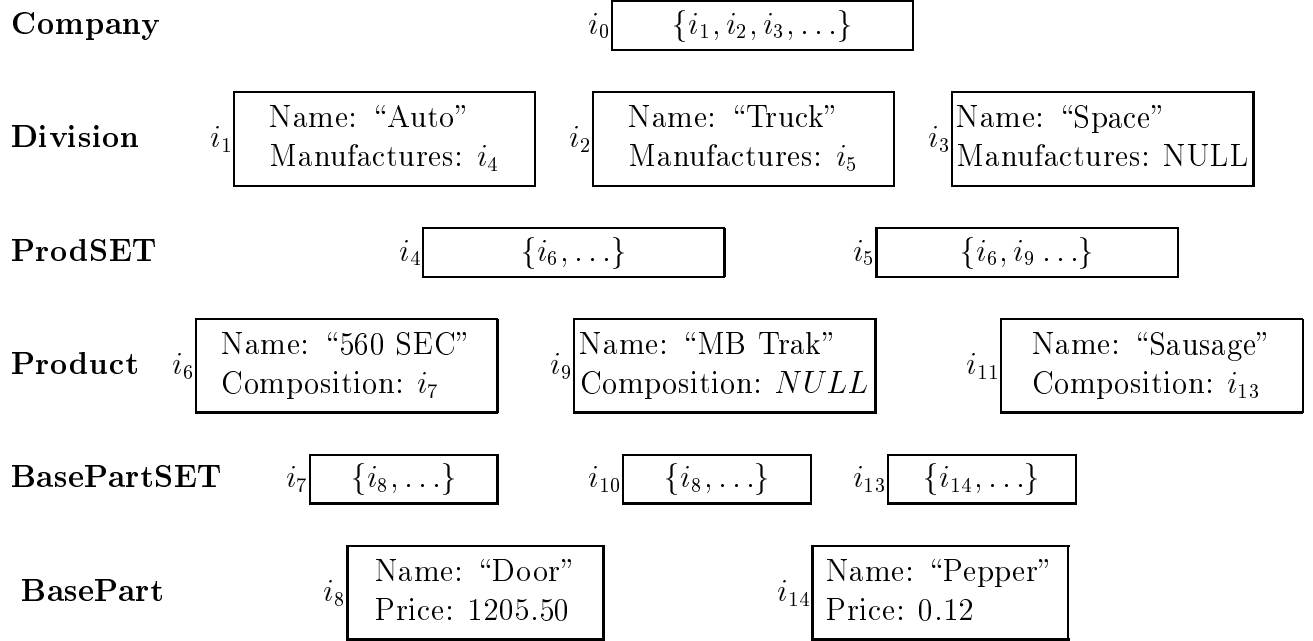 Company i₀ {i₁, i₂, i₃, . . .}
Division i₁ Name: “Auto” i₂ Name: “Truck” i₃ Name: “Space”
Manufactures: i₄ Manufactures: i₅ Manufactures: NULL
ProdSET i₄ {i₆, . . .} i₅ {i₆, i₉ . . .}
Product i₆ Name: “560 SEC” i₉ Name: “MB Trak” i₁₁ Name: “Sausage”
Composition: i₇ Composition: NULL Composition: i₁₃
BasePartSET i₇ {i₈, . . .} i₁₀ {i₈, . . .} i₁₃ {i₁₄, . . .}
BasePart i₈ Name: “Door” i₁₄ Name: “Pepper”
Price: 1205.50 Price: 0.12